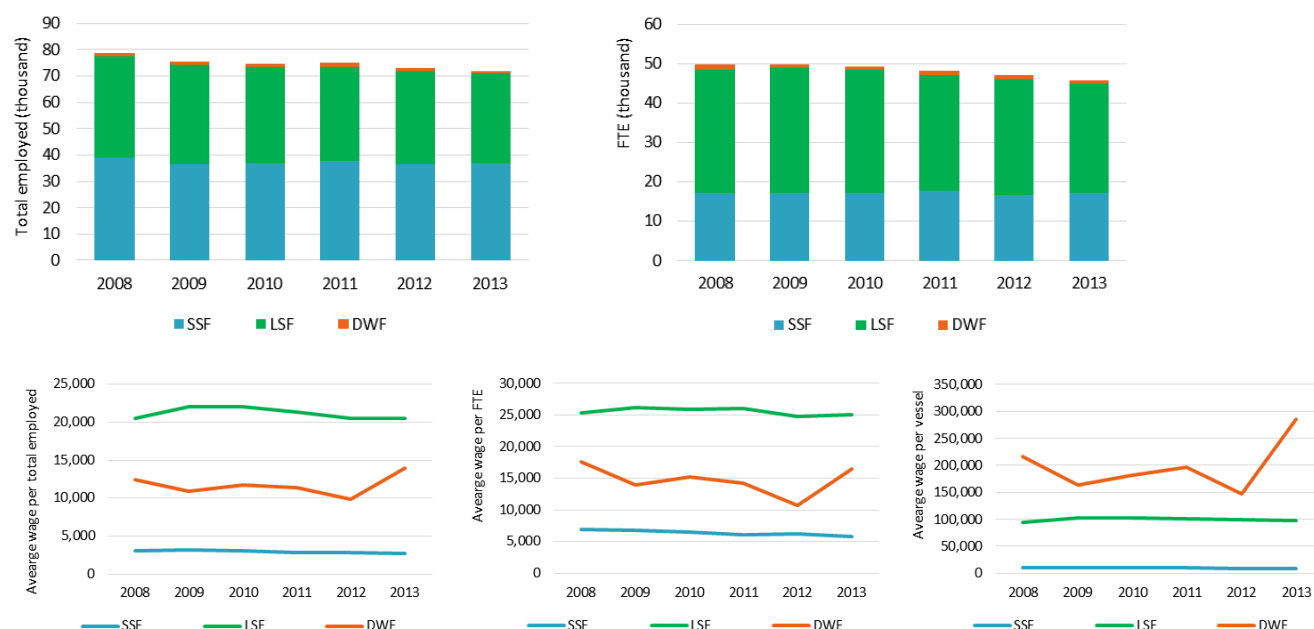 Total employed (thousand)
90
80
70
60
50
40
30
20
10
0
2008 2009 2010 2011 2012 2013
SSF LSF DWF
FTE (thousand)
60
50
40
30
20
10
0
2008 2009 2010 2011 2012 2013
SSF LSF DWF
Avearge wage per total employed
25,000
20,000
15,000
10,000
5,000
0
2008 2009 2010 2011 2012 2013
SSF LSF DWF
Avearge wage per FTE
30,000
25,000
20,000
15,000
10,000
5,000
0
2008 2009 2010 2011 2012 2013
SSF LSF DWF
Avearge wage per vessel
350,000
300,000
250,000
200,000
150,000
100,000
50,000
0
2008 2009 2010 2011 2012 2013
SSF LSF DWF